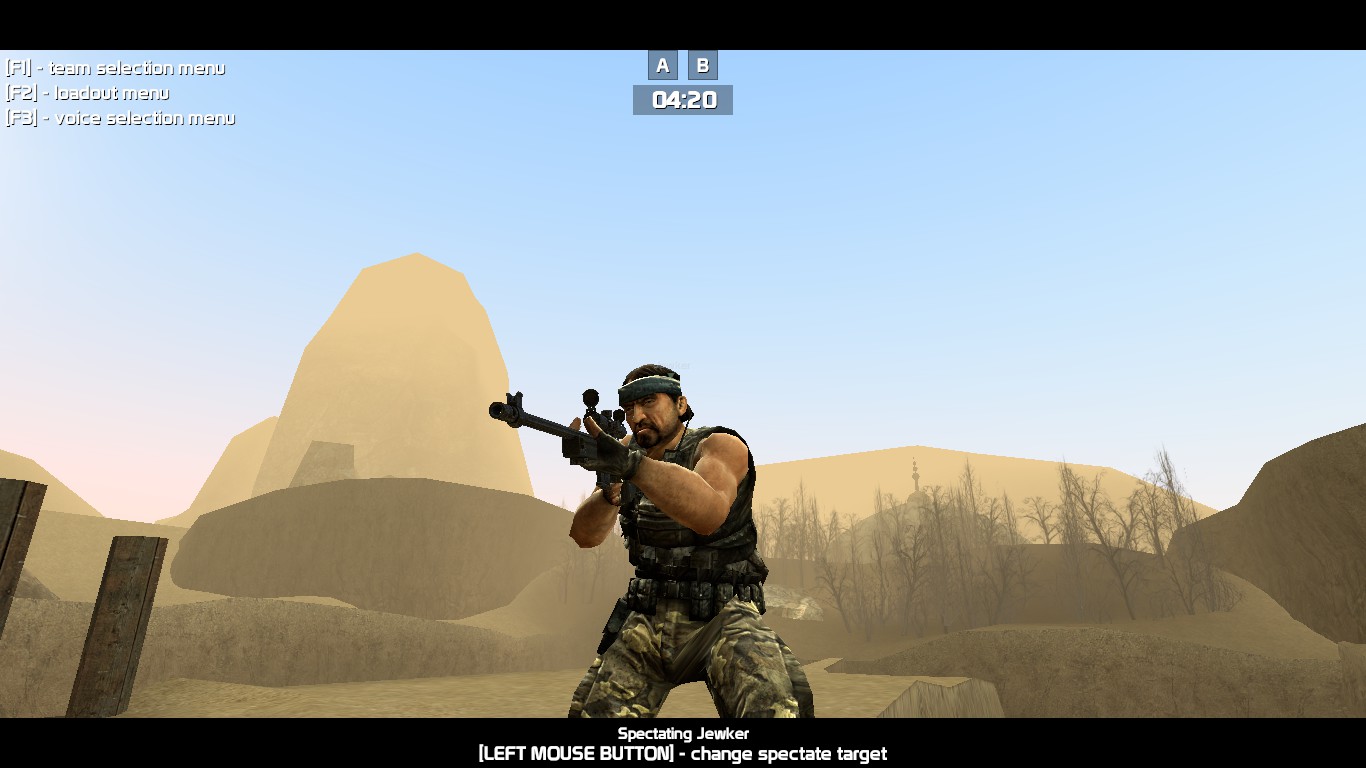 [F1] - team selection menu
[F2] - loadout menu
[F3] - voice selection menu
A B
04:20
Spectating Jewker
[LEFT MOUSE BUTTON] - change spectate target